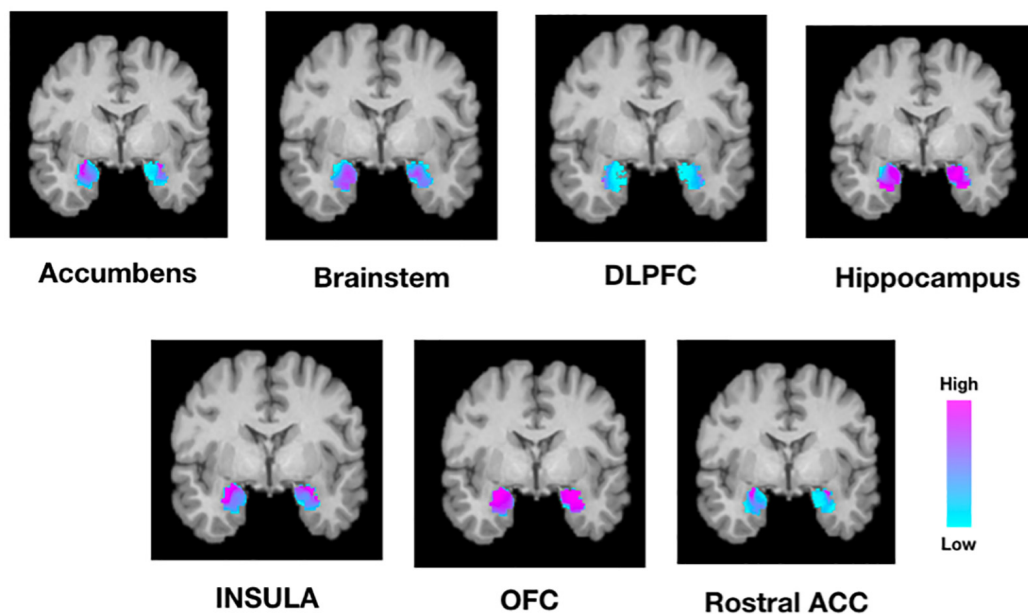 Accumbens
Brainstem
DLPFC
Hippocampus
INSULA
OFC
Rostral ACC
High
Low